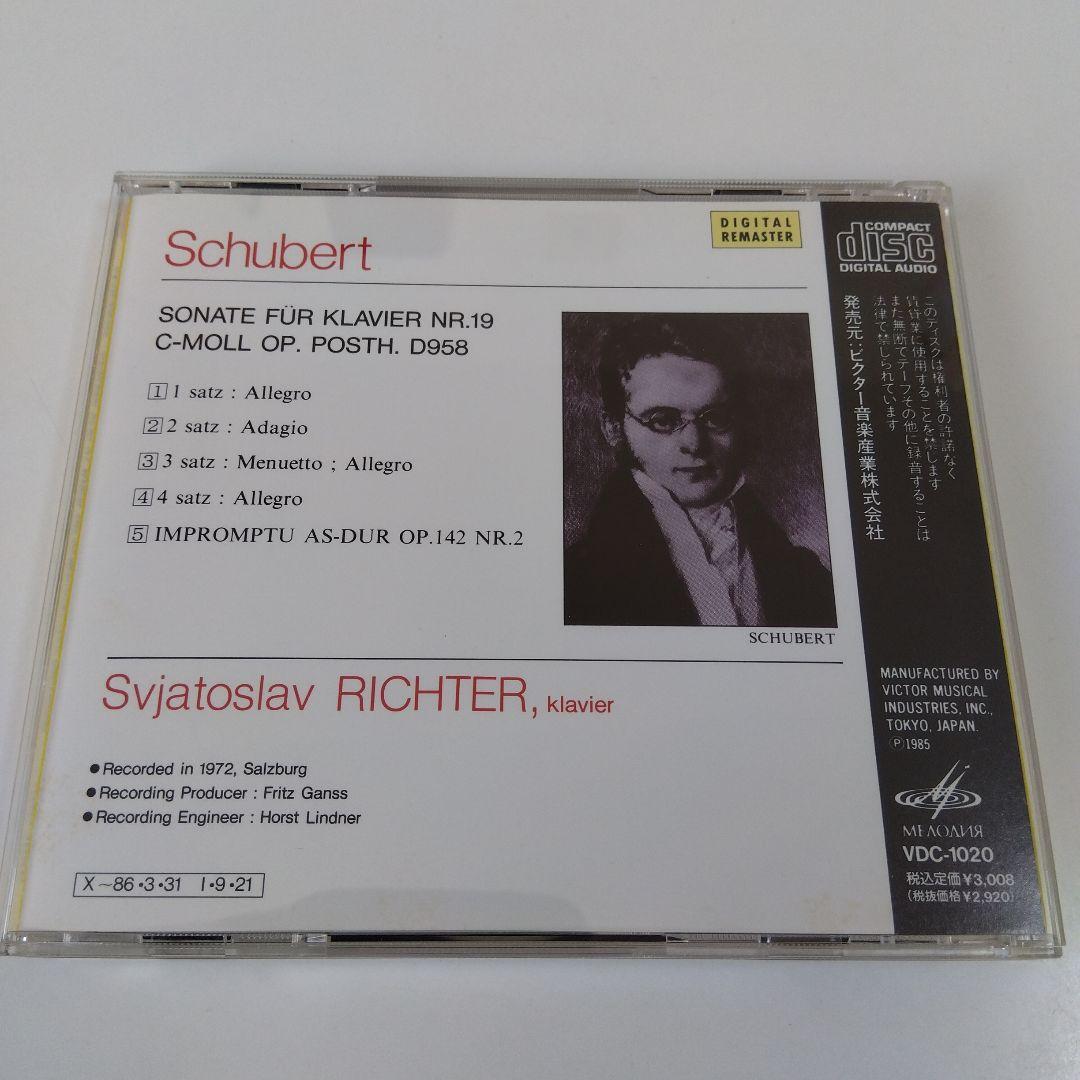 Schubert
DIGITAL
REMASTER
SONATE FÜR KLAVIER NR.19
C-MOLL OP. POSTH. D958
1 1 satz : Allegro
2 2 satz : Adagio
3 3 satz : Menuetto ; Allegro
4 4 satz : Allegro
5 IMPROMPTU AS-DUR OP.142 NR.2
SCHUBERT
Svjatoslav RICHTER, klavier
● Recorded in 1972, Salzburg
● Recording Producer : Fritz Ganss
● Recording Engineer : Horst Lindner
X～86・3・31 I・9・21
COMPACT
disc
DIGITAL AUDIO
このディスクは権利者の許諾なく
賃貸業に使用することを禁じます
また無断でテープその他に録音することは
法律で禁じられています
発売元：ビクター音楽産業株式会社
MANUFACTURED BY
VICTOR MUSICAL
INDUSTRIES, INC.,
TOKYO, JAPAN.
Ⓟ1985
МЕЛОДИЯ
VDC-1020
税込定価¥3,008
(税抜価格¥2,920)